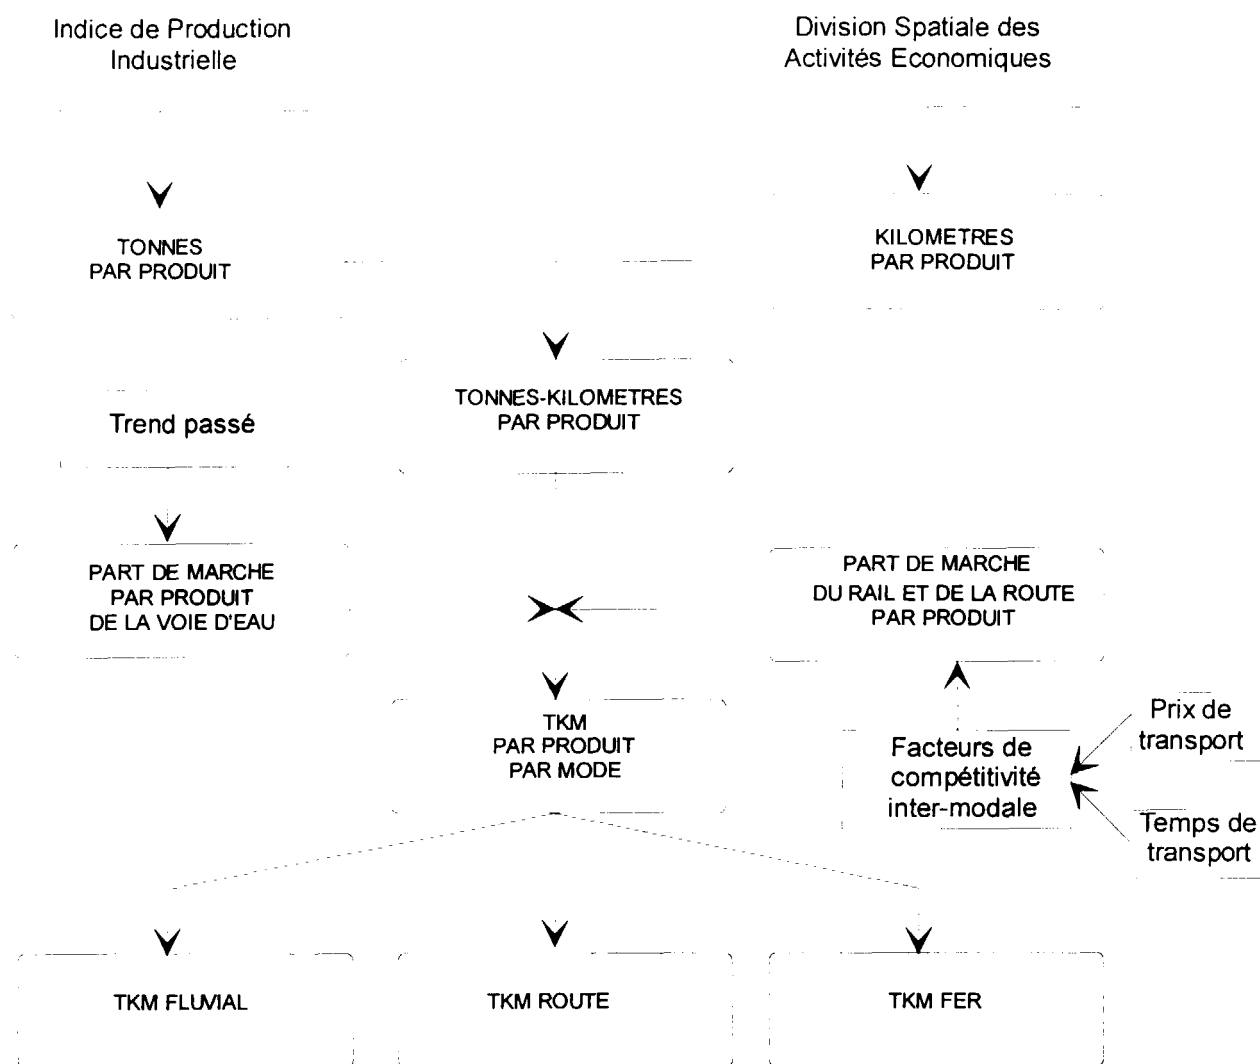 Indice de Production
Industrielle
Division Spatiale des
Activités Economiques
TONNES
PAR PRODUIT
KILOMETRES
PAR PRODUIT
TONNES-KILOMETRES
PAR PRODUIT
Trend passé
PART DE MARCHE
PAR PRODUIT
DE LA VOIE D'EAU
PART DE MARCHE
DU RAIL ET DE LA ROUTE
PAR PRODUIT
TKM
PAR PRODUIT
PAR MODE
Facteurs de
compétitivité
inter-modale
Prix de
transport
Temps de
transport
TKM FLUVIAL
TKM ROUTE
TKM FER